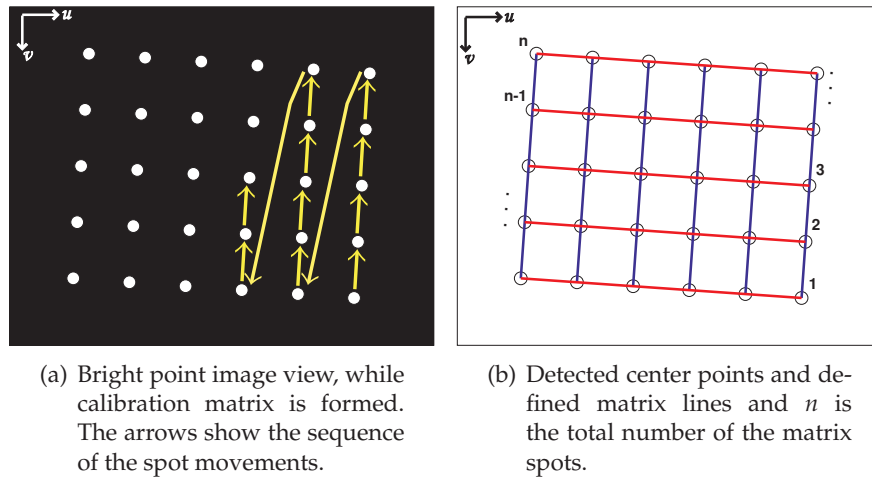 u
v
(a) Bright point image view, while
calibration matrix is formed.
The arrows show the sequence
of the spot movements.
u
v
n
n-1
3
2
1
(b) Detected center points and de-
fined matrix lines and n is
the total number of the matrix
spots.